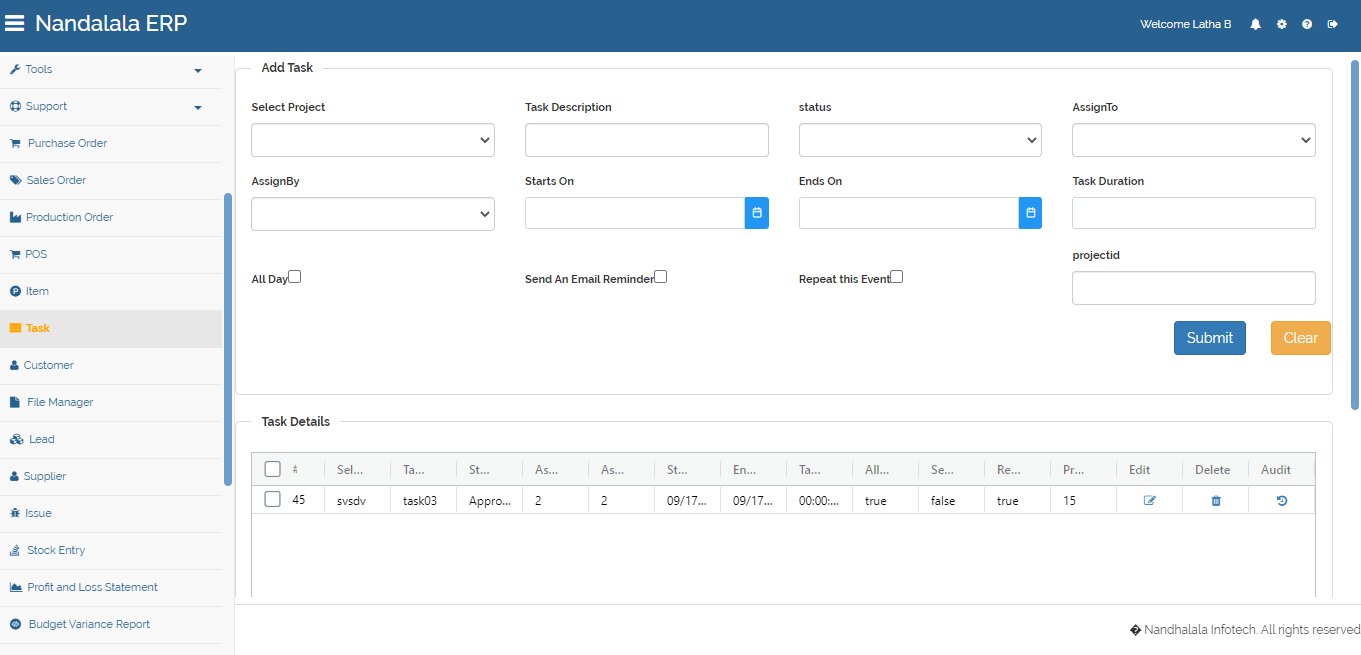 Nandalala ERP
Welcome Latha B
Tools
Support
Purchase Order
Sales Order
Production Order
POS
Item
Task
Customer
File Manager
Lead
Supplier
Issue
Stock Entry
Profit and Loss Statement
Budget Variance Report
Add Task
Select Project Task Description status AssignTo
AssignBy Starts On Ends On Task Duration
projectid
All Day Send An Email Reminder Repeat this Event
Submit Clear
Task Details
# Sel... Ta... St... As... As... St... En... Ta... All... Se... Re... Pr... Edit Delete Audit
45 svsdv task03 Appro... 2 2 09/17... 09/17... 00:00:... true false true 15
� Nandhalala Infotech. All rights reserved